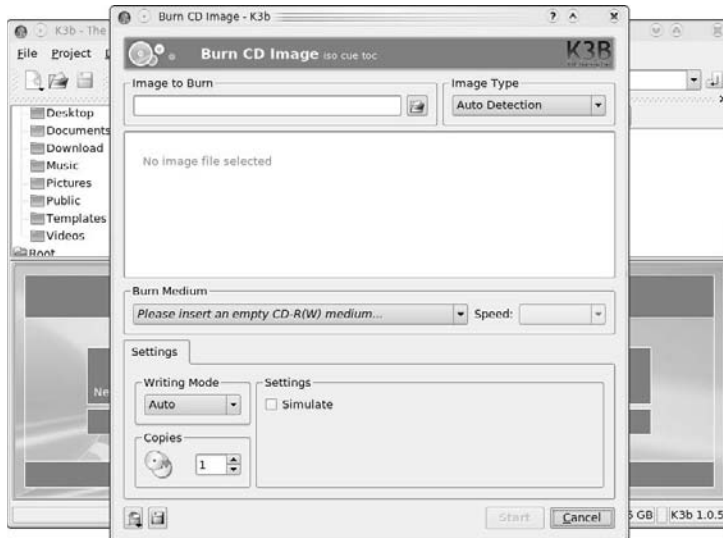 K3b - The
Burn CD Image - K3b
File Project
Burn CD Image iso cue toc
K3B
Image to Burn
Image Type
Auto Detection
Desktop
Documents
Download
Music
Pictures
Public
Templates
Videos
Root
No image file selected
Burn Medium
Please insert an empty CD-R(W) medium...
Speed:
Settings
Writing Mode
Auto
Settings
Simulate
Copies
1
Ne
Start
Cancel
GB
K3b 1.0.5